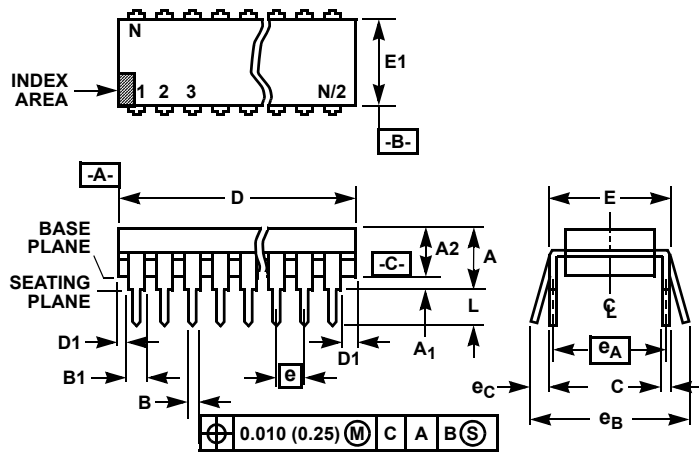 N
E1
INDEX
AREA
1 2 3 N/2
-B-
-A-
D
E
BASE
PLANE
A2
A
-C-
SEATING
PLANE
L
D1
A1
D1
B1
e
eA
B
eC
C
eB
0.010 (0.25) Ⓜ C A B Ⓢ
C L